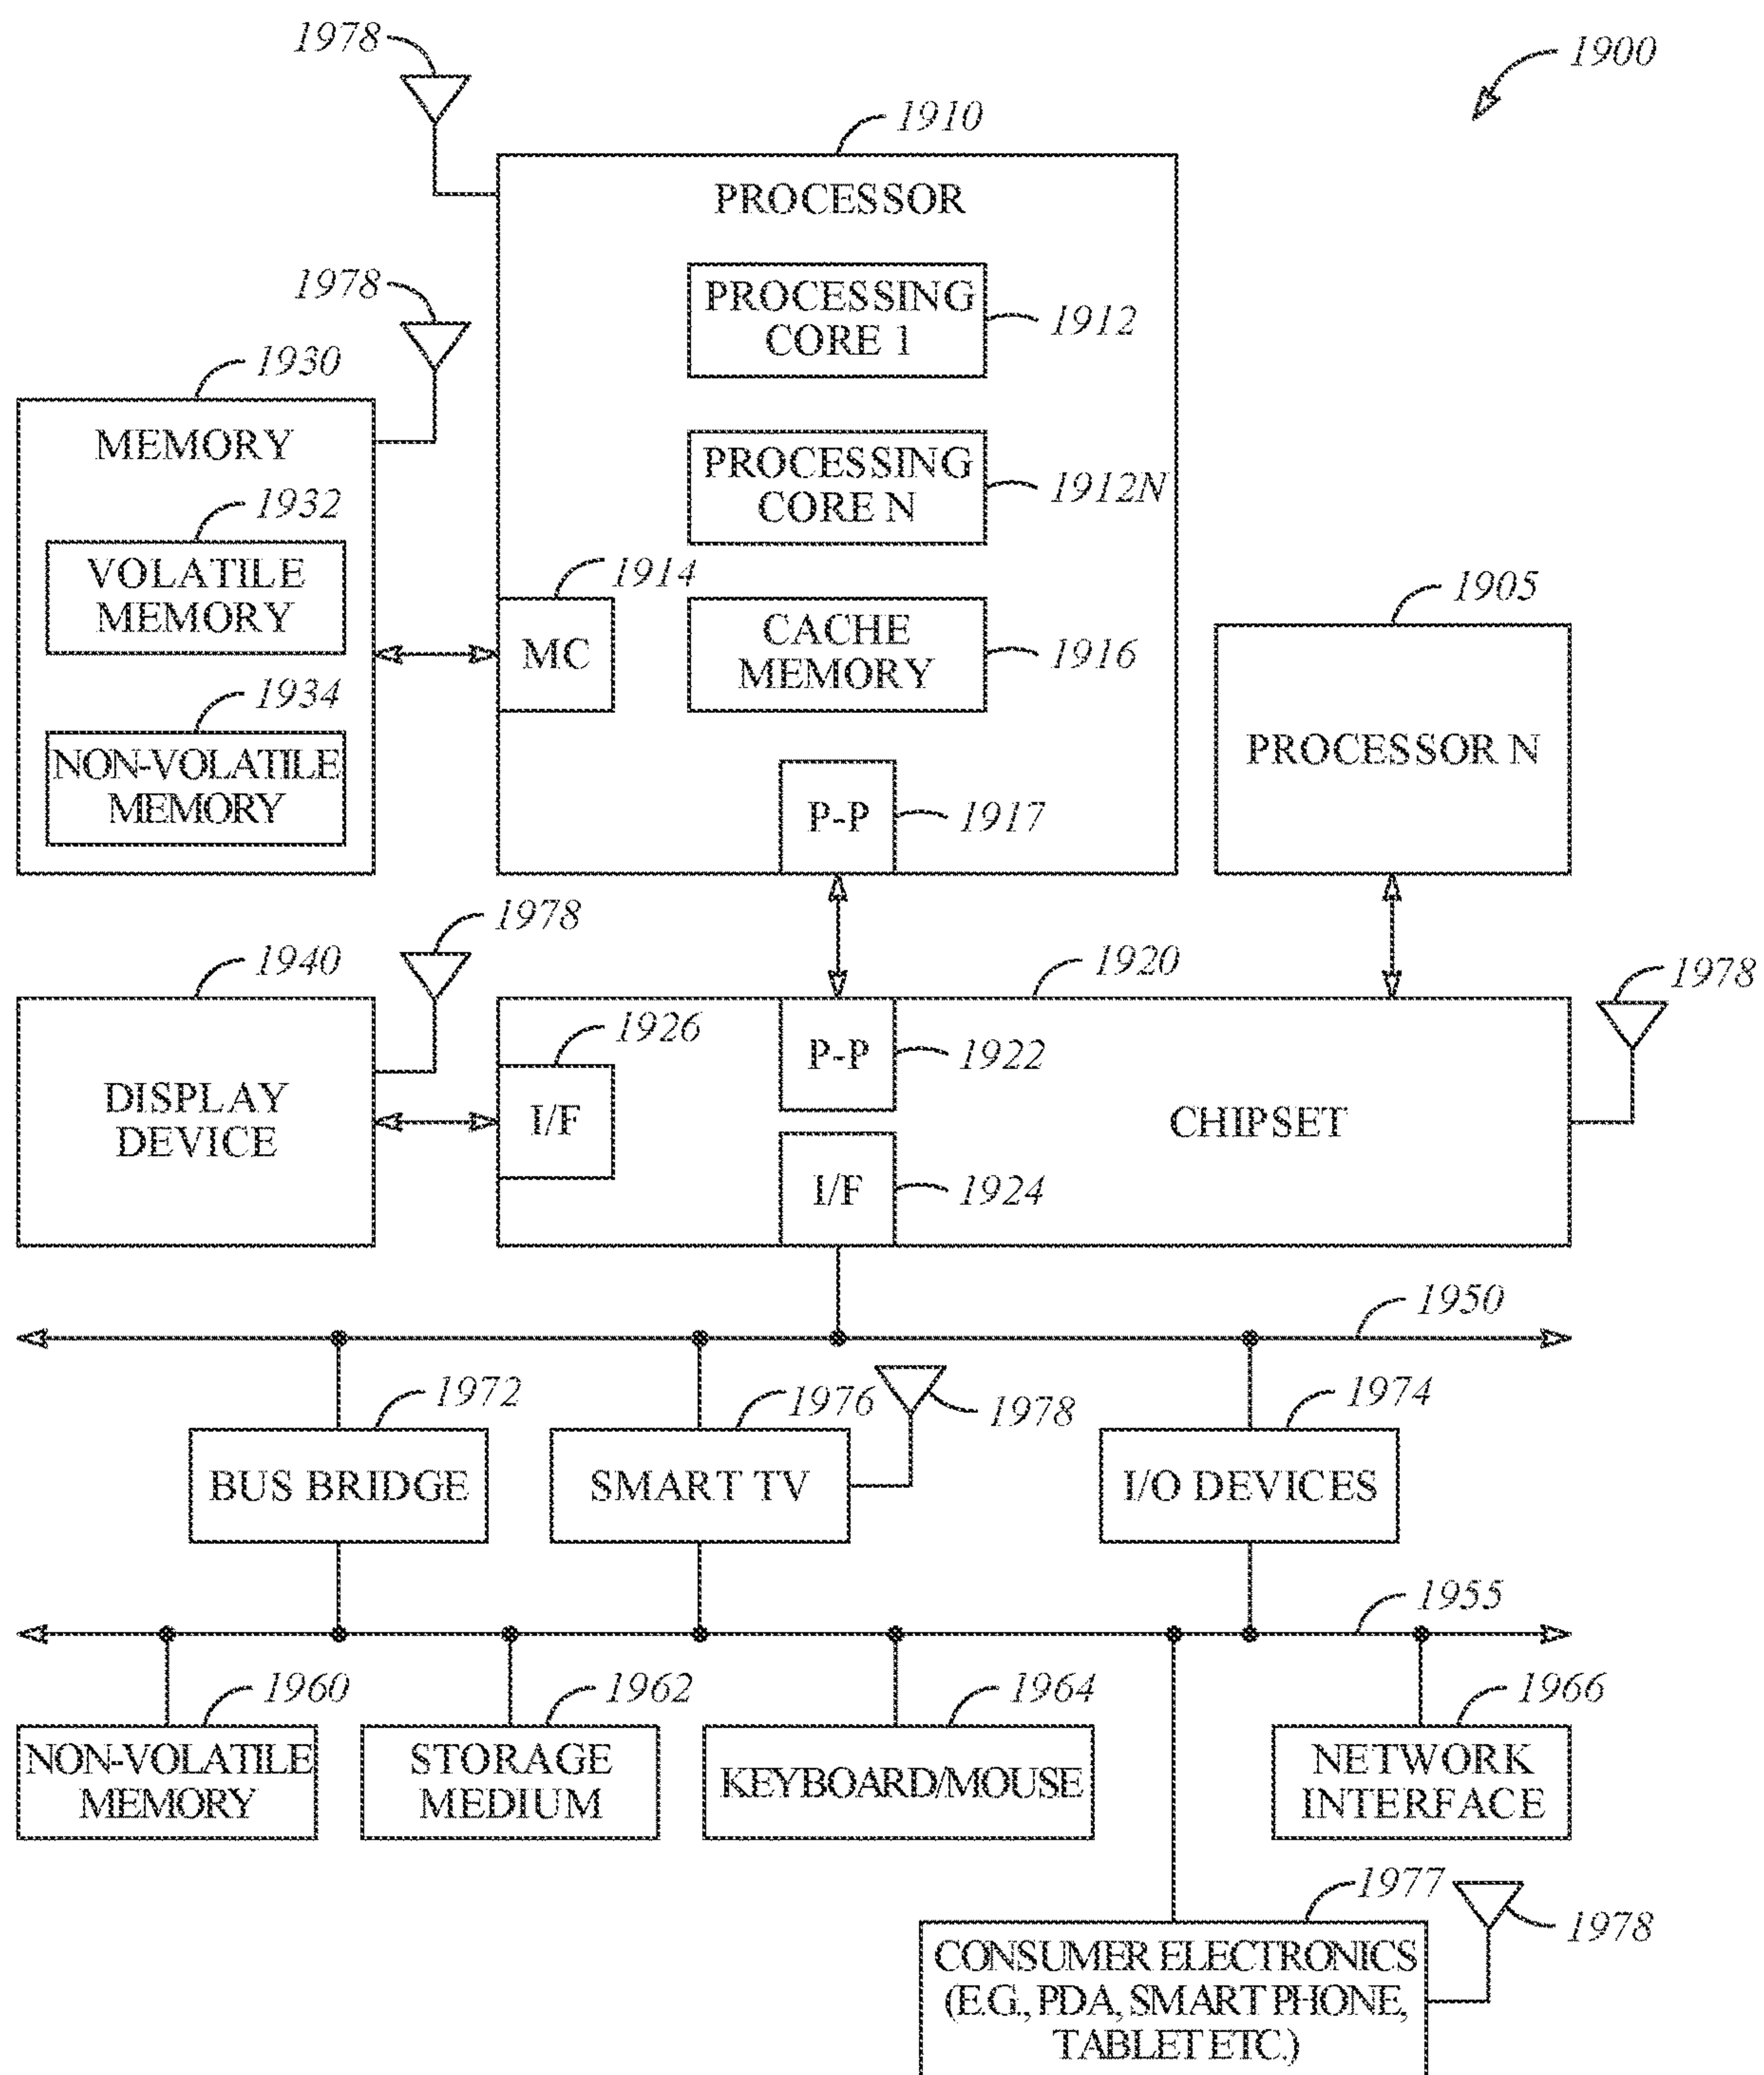 1978
1900
1910
PROCESSOR
PROCESSING
CORE 1
1912
1978
1930
MEMORY
PROCESSING
CORE N
1912N
1932
VOLATILE
MEMORY
1914
MC
CACHE
MEMORY
1916
1905
PROCESSOR N
1934
NON-VOLATILE
MEMORY
P-P
1917
1978
1940
DISPLAY
DEVICE
1920
1978
1926
I/F
P-P
1922
CHIPSET
I/F
1924
1950
1972
BUS BRIDGE
1976
SMART TV
1978
1974
I/O DEVICES
1955
1960
NON-VOLATILE
MEMORY
1962
STORAGE
MEDIUM
1964
KEYBOARD/MOUSE
1966
NETWORK
INTERFACE
1977
1978
CONSUMER ELECTRONICS
(E.G., PDA, SMART PHONE,
TABLET ETC.)